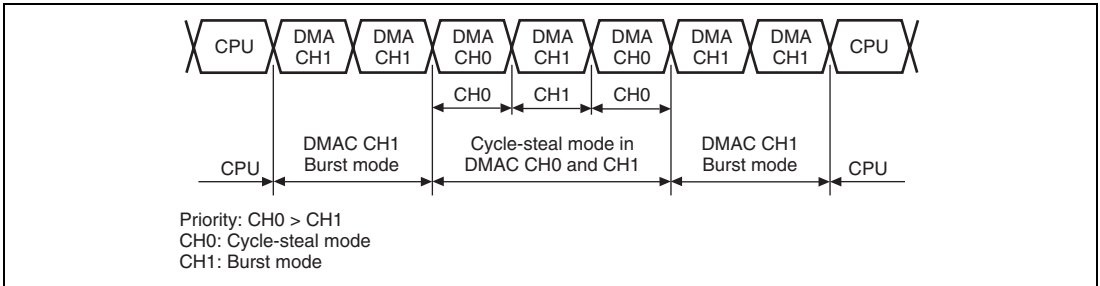 CPU DMA CH1 DMA CH1 DMA CH0 DMA CH1 DMA CH0 DMA CH1 DMA CH1 CPU
CH0 CH1 CH0
CPU DMAC CH1 Burst mode Cycle-steal mode in DMAC CH0 and CH1 DMAC CH1 Burst mode CPU
Priority: CH0 > CH1
CH0: Cycle-steal mode
CH1: Burst mode